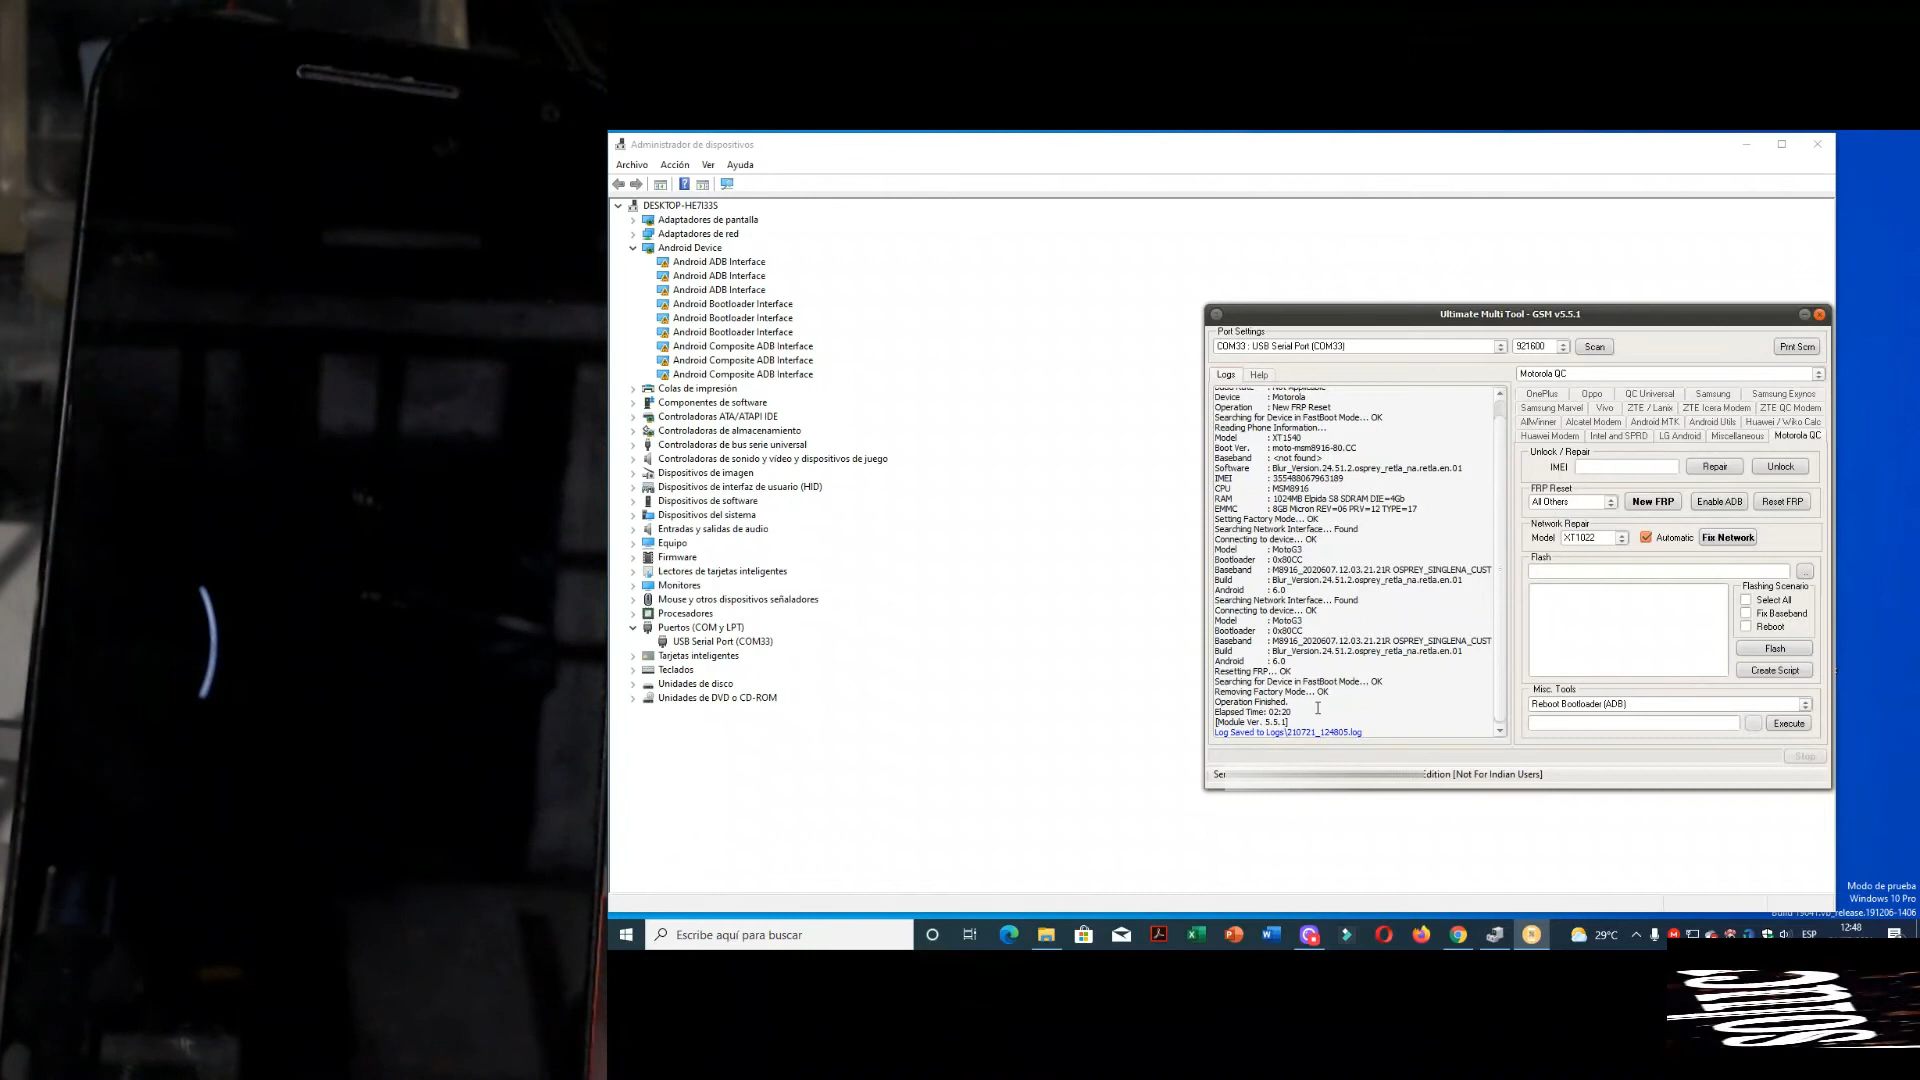 Administrador de dispositivos
Archivo Acción Ver Ayuda
DESKTOP-HE7I33S
Adaptadores de pantalla
Adaptadores de red
Android Device
Android ADB Interface
Android ADB Interface
Android ADB Interface
Android Bootloader Interface
Android Bootloader Interface
Android Bootloader Interface
Android Composite ADB Interface
Android Composite ADB Interface
Android Composite ADB Interface
Colas de impresión
Componentes de software
Controladoras ATA/ATAPI IDE
Controladoras de almacenamiento
Controladoras de bus serie universal
Controladoras de sonido y vídeo y dispositivos de juego
Dispositivos de imagen
Dispositivos de interfaz de usuario (HID)
Dispositivos de software
Dispositivos del sistema
Entradas y salidas de audio
Equipo
Firmware
Lectores de tarjetas inteligentes
Monitores
Mouse y otros dispositivos señaladores
Procesadores
Puertos (COM y LPT)
USB Serial Port (COM33)
Tarjetas inteligentes
Teclados
Unidades de disco
Unidades de DVD o CD-ROM
Ultimate Multi Tool - GSM v5.5.1
Port Settings
COM33 : USB Serial Port (COM33) 921600 Scan Prnt Scrn
Logs Help
Baud Rate : Not Applicable
Device : Motorola
Operation : New FRP Reset
Searching for Device in FastBoot Mode... OK
Reading Phone Information...
Model : XT1540
Boot Ver. : moto-msm8916-80.CC
Baseband : <not found>
Software : Blur_Version.24.51.2.osprey_retla_na.retla.en.01
IMEI : 355488067963189
CPU : MSM8916
RAM : 1024MB Elpida S8 SDRAM DIE=4Gb
EMMC : 8GB Micron REV=06 PRV=12 TYPE=17
Setting Factory Mode... OK
Searching Network Interface... Found
Connecting to device... OK
Model : MotoG3
Bootloader : 0x80CC
Baseband : M8916_2020607.12.03.21.21R OSPREY_SINGLENA_CUST
Build : Blur_Version.24.51.2.osprey_retla_na.retla.en.01
Android : 6.0
Searching Network Interface... Found
Connecting to device... OK
Model : MotoG3
Bootloader : 0x80CC
Baseband : M8916_2020607.12.03.21.21R OSPREY_SINGLENA_CUST
Build : Blur_Version.24.51.2.osprey_retla_na.retla.en.01
Android : 6.0
Resetting FRP... OK
Searching for Device in FastBoot Mode... OK
Removing Factory Mode... OK
Operation Finished.
Elapsed Time: 02:20
[Module Ver. 5.5.1]
Log Saved to Logs\210721_124805.log
Motorola QC
OnePlus Oppo QC Universal Samsung Samsung Exynos
Samsung Marvel Vivo ZTE / Lanix ZTE Icera Modem ZTE QC Modem
AllWinner Alcatel Modem Android MTK Android Utils Huawei / Wiko Calc
Huawei Modem Intel and SPRD LG Android Miscellaneous Motorola QC
Unlock / Repair
IMEI Repair Unlock
FRP Reset
All Others New FRP Enable ADB Reset FRP
Network Repair
Model XT1022 Automatic Fix Network
Flash
Flashing Scenario
Select All
Fix Baseband
Reboot
Flash
Create Script
Misc. Tools
Reboot Bootloader (ADB)
Execute
Stop
Edition [Not For Indian Users]
Modo de prueba
Windows 10 Pro
Build 19041.vb_release.191206-1406
Escribe aquí para buscar
29°C
ESP
12:48